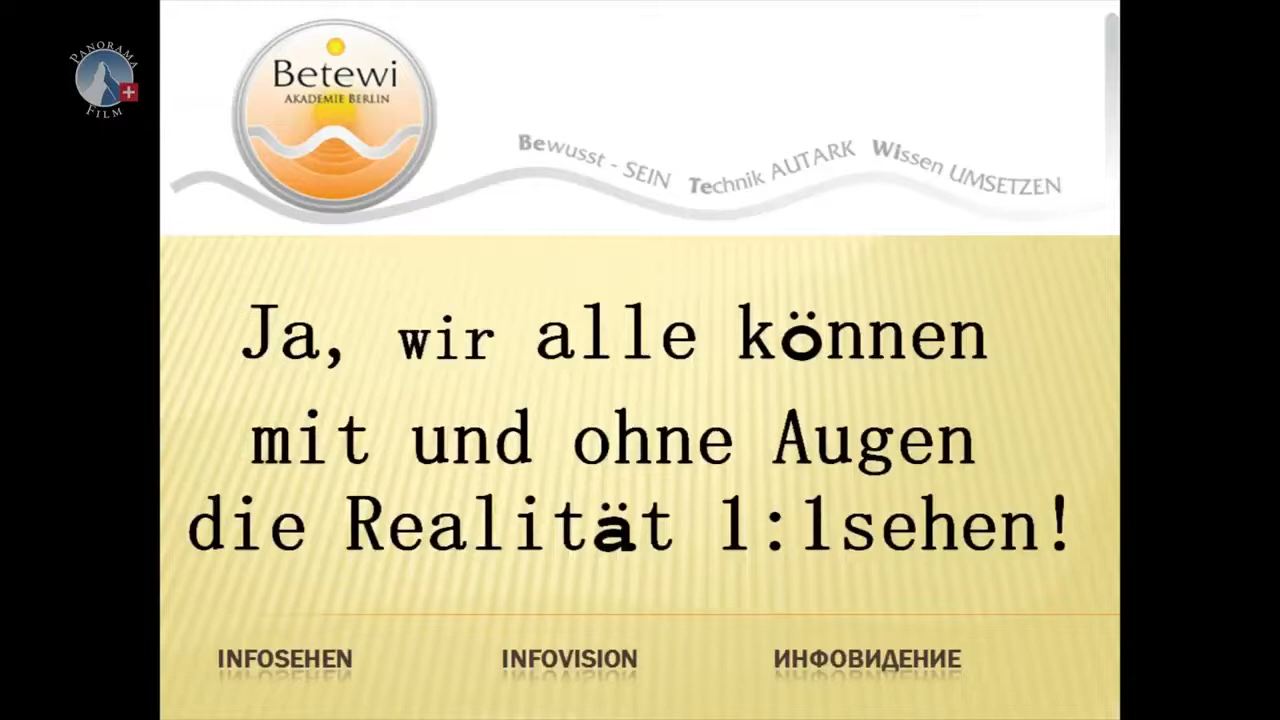 PANORAMA
FILM
Betewi
AKADEMIE BERLIN
Bewusst - SEIN Technik AUTARK Wissen UMSETZEN
Ja, wir alle können
mit und ohne Augen
die Realität 1:1sehen!
INFOSEHEN INFOVISION ИНФОВИДЕНИЕ